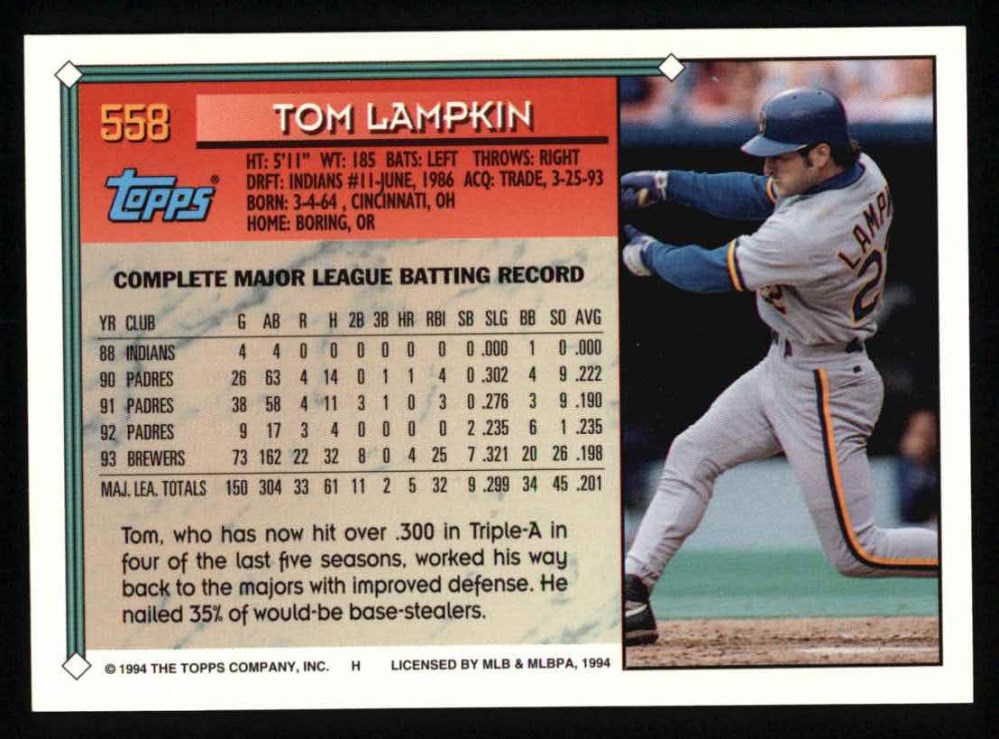 558
TOM LAMPKIN
topps®
HT: 5'11" WT: 185 BATS: LEFT THROWS: RIGHT
DRFT: INDIANS #11-JUNE, 1986 ACQ: TRADE, 3-25-93
BORN: 3-4-64 , CINCINNATI, OH
HOME: BORING, OR
COMPLETE MAJOR LEAGUE BATTING RECORD
YR CLUB G AB R H 2B 3B HR RBI SB SLG BB SO AVG
88 INDIANS 4 4 0 0 0 0 0 0 0 .000 1 0 .000
90 PADRES 26 63 4 14 0 1 1 4 0 .302 4 9 .222
91 PADRES 38 58 4 11 3 1 0 3 0 .276 3 9 .190
92 PADRES 9 17 3 4 0 0 0 0 2 .235 6 1 .235
93 BREWERS 73 162 22 32 8 0 4 25 7 .321 20 26 .198
MAJ. LEA. TOTALS 150 304 33 61 11 2 5 32 9 .299 34 45 .201
Tom, who has now hit over .300 in Triple-A in
four of the last five seasons, worked his way
back to the majors with improved defense. He
nailed 35% of would-be base-stealers.
© 1994 THE TOPPS COMPANY, INC. H LICENSED BY MLB & MLBPA, 1994
LAMP
2